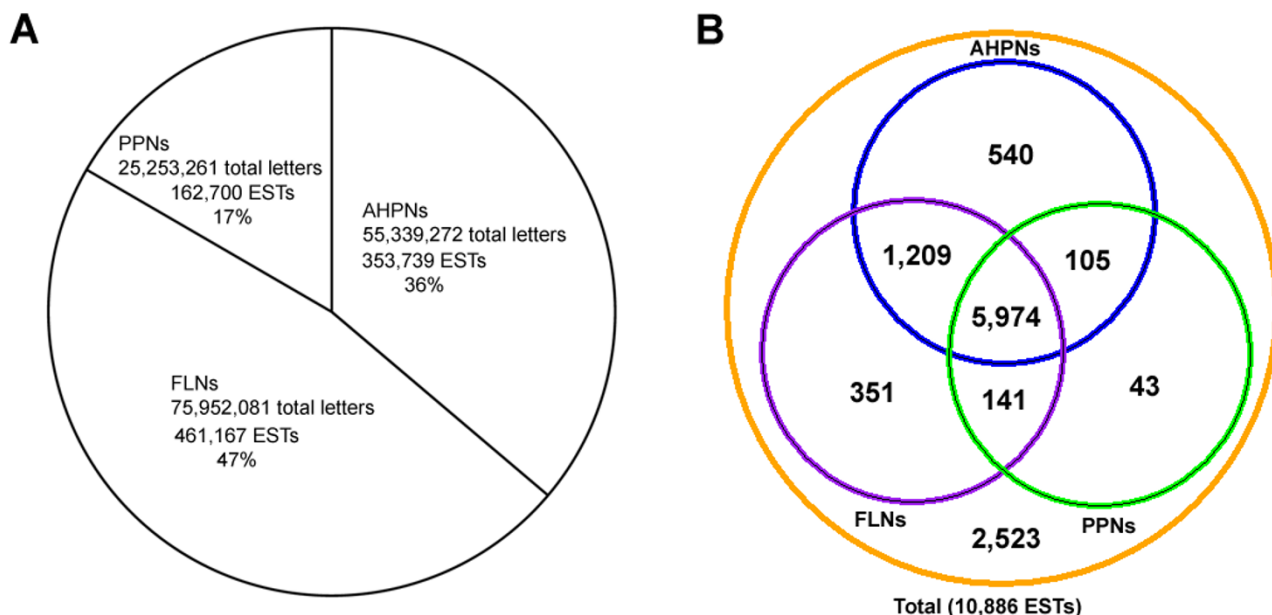 A
PPNs
25,253,261 total letters
162,700 ESTs
17%
AHPNs
55,339,272 total letters
353,739 ESTs
36%
FLNs
75,952,081 total letters
461,167 ESTs
47%
B
AHPNs
540
1,209
105
5,974
351
141
43
FLNs
PPNs
2,523
Total (10,886 ESTs)